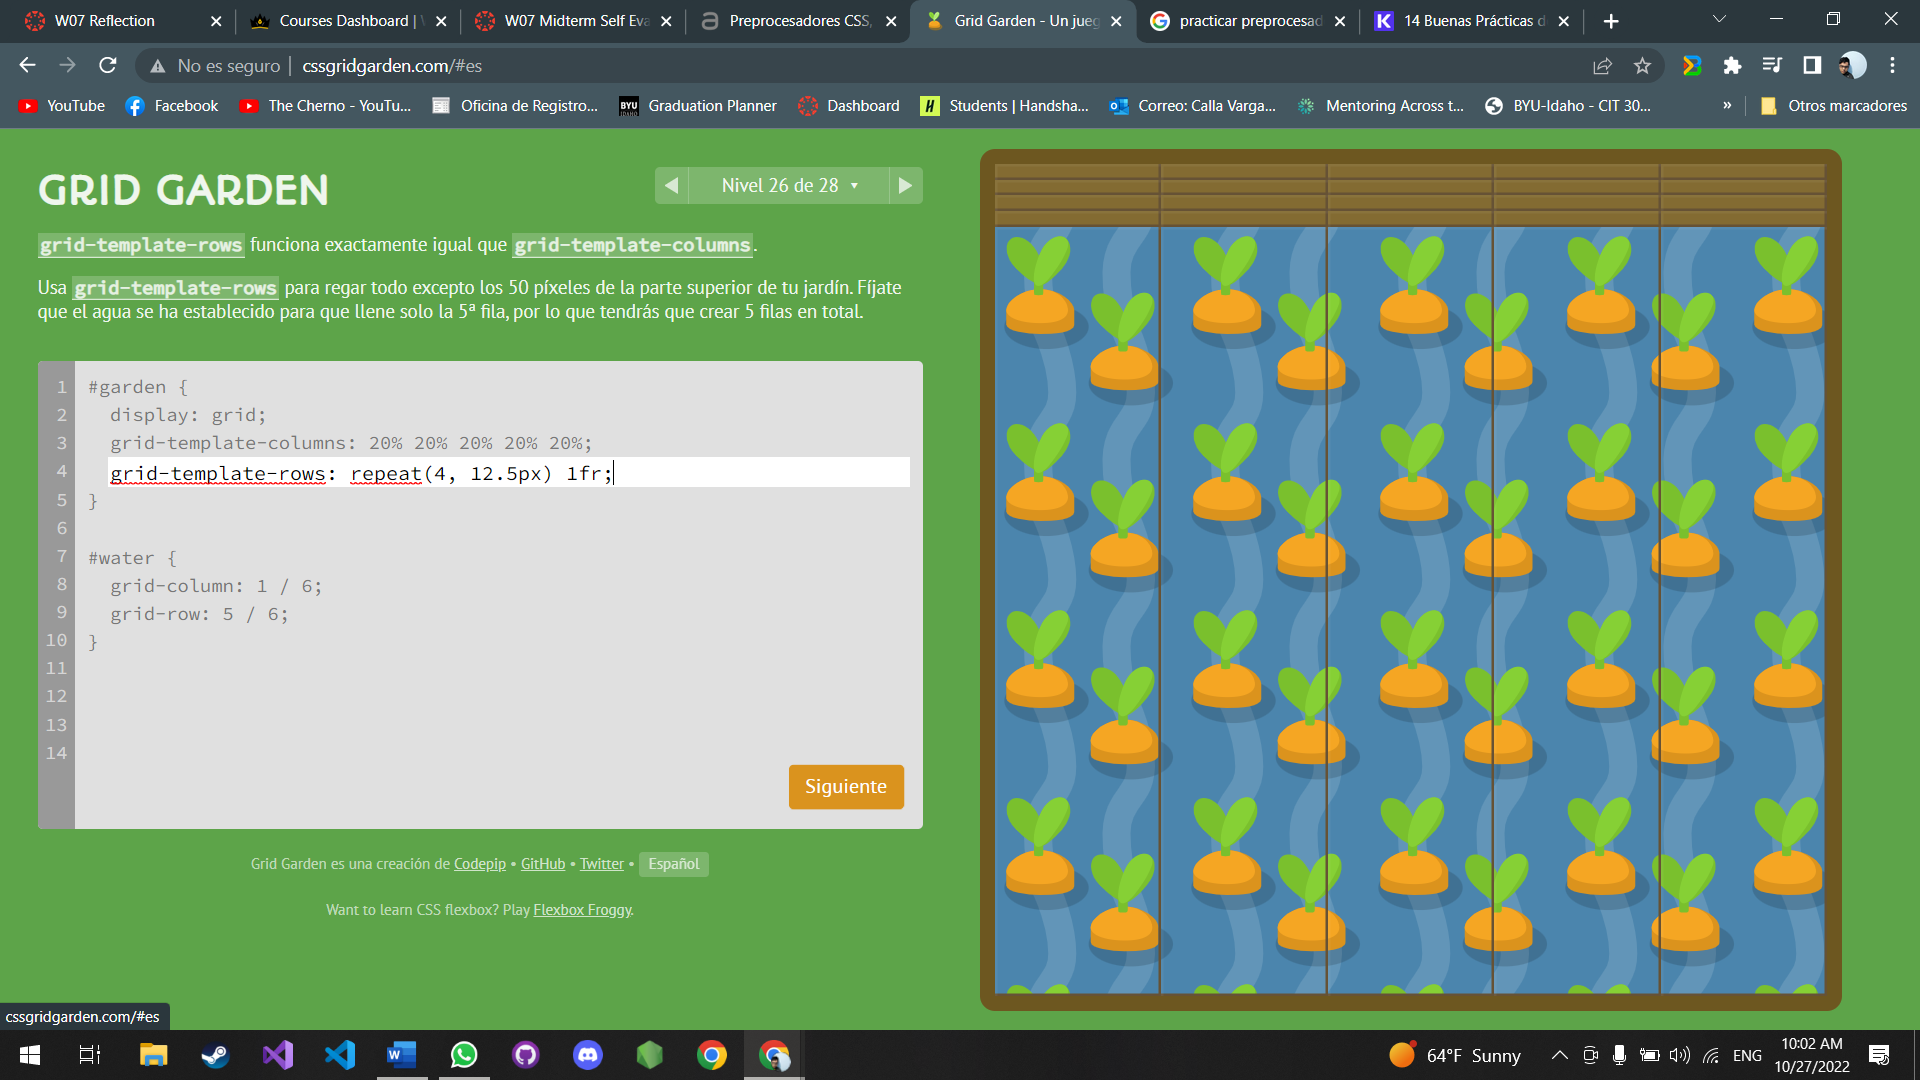 W07 Reflection
Courses Dashboard |
W07 Midterm Self Eva
Preprocesadores CSS,
Grid Garden - Un jueg
practicar preprocesad
14 Buenas Prácticas d
No es seguro | cssgridgarden.com/#es
YouTube
Facebook
The Cherno - YouTu...
Oficina de Registro...
BYU
IDAHO
Graduation Planner
Dashboard
H
Students | Handsha...
Correo: Calla Varga...
Mentoring Across t...
BYU-Idaho - CIT 30...
»
Otros marcadores
GRID GARDEN
Nivel 26 de 28
grid-template-rows funciona exactamente igual que grid-template-columns.
Usa grid-template-rows para regar todo excepto los 50 píxeles de la parte superior de tu jardín. Fíjate
que el agua se ha establecido para que llene solo la 5ª fila, por lo que tendrás que crear 5 filas en total.
1 #garden {
2 display: grid;
3 grid-template-columns: 20% 20% 20% 20% 20%;
4 grid-template-rows: repeat(4, 12.5px) 1fr;
5 }
6
7 #water {
8 grid-column: 1 / 6;
9 grid-row: 5 / 6;
10 }
11
12
13
14
Siguiente
Grid Garden es una creación de Codepip • GitHub • Twitter • Español
Want to learn CSS flexbox? Play Flexbox Froggy.
cssgridgarden.com/#es
64°F Sunny
ENG
10:02 AM
10/27/2022